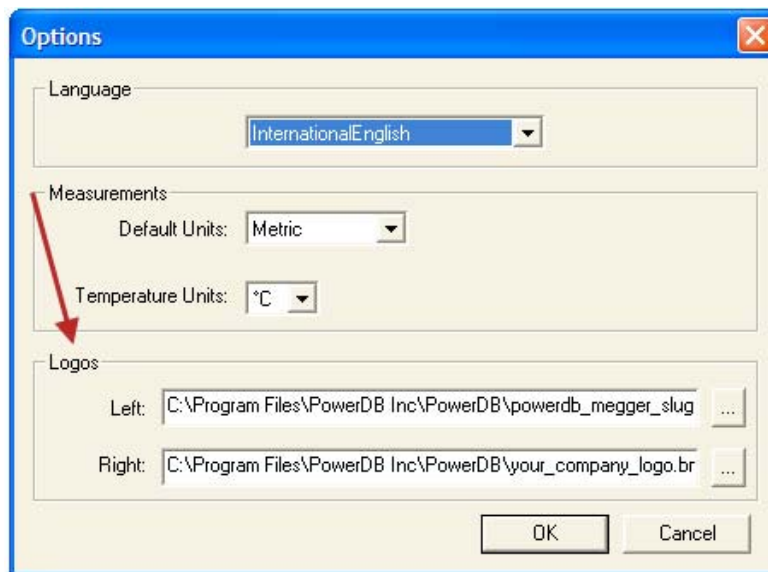 Options
Language
InternationalEnglish
Measurements
Default Units: Metric
Temperature Units: °C
Logos
Left: C:\Program Files\PowerDB Inc\PowerDB\powerdb_megger_slug ...
Right: C:\Program Files\PowerDB Inc\PowerDB\your_company_logo.br ...
OK Cancel